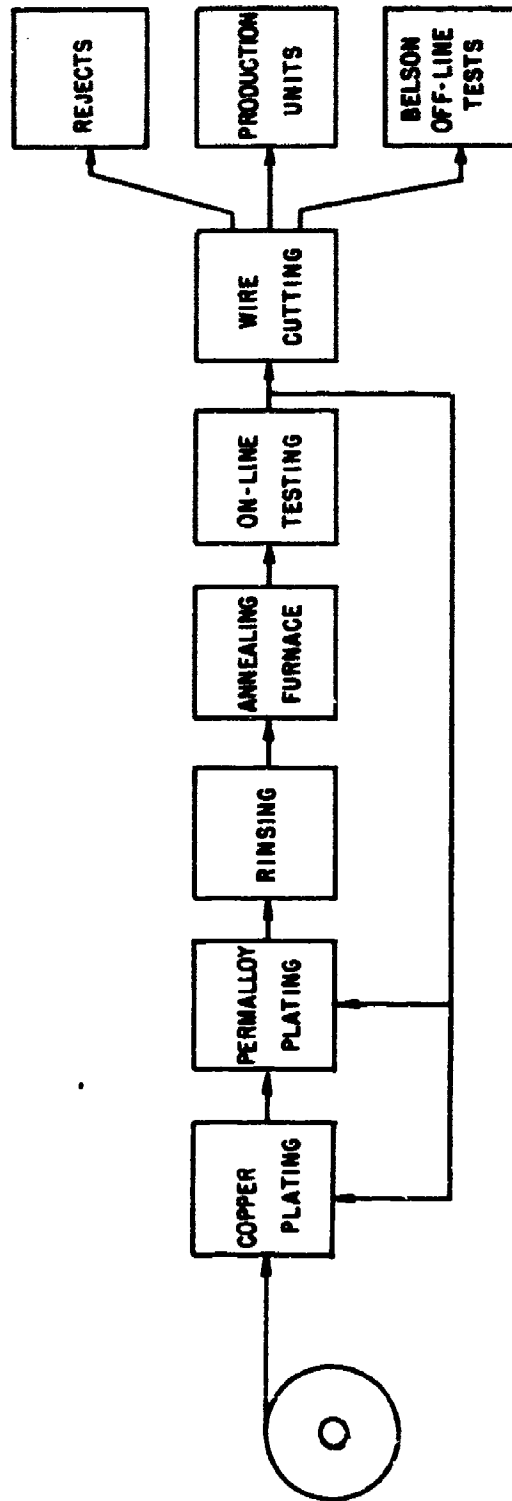 COPPER
PLATING
PERMALLOY
PLATING
RINSING
ANNEALING
FURNACE
ON-LINE
TESTING
WIRE
CUTTING
REJECTS
PRODUCTION
UNITS
BELSON
OFF-LINE
TESTS